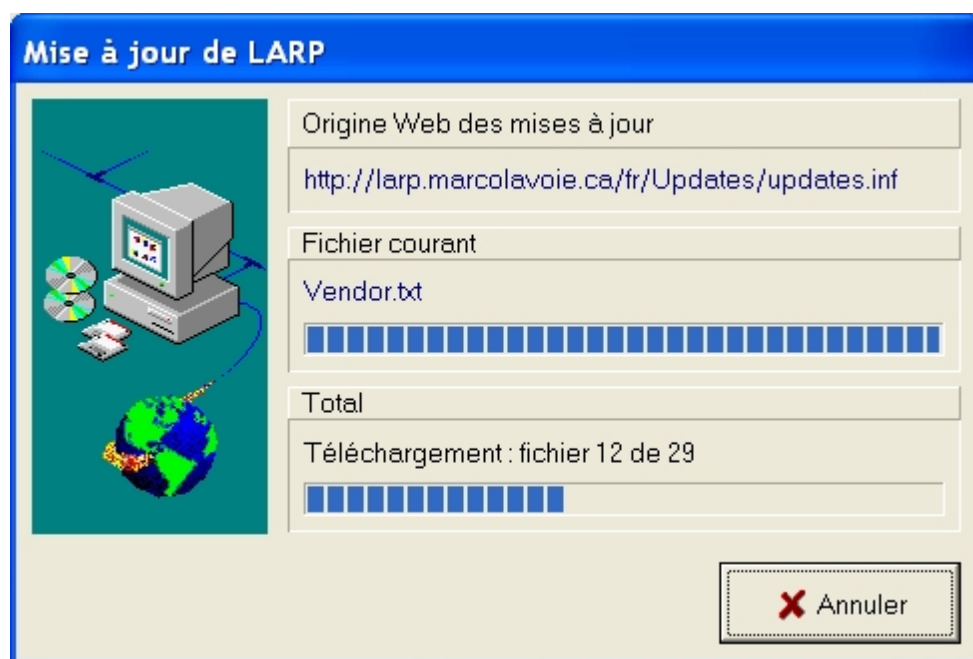 Mise à jour de LARP
Origine Web des mises à jour
http://larp.marcolavoie.ca/fr/Updates/updates.inf
Fichier courant
Vendor.txt
Total
Téléchargement : fichier 12 de 29
Annuler